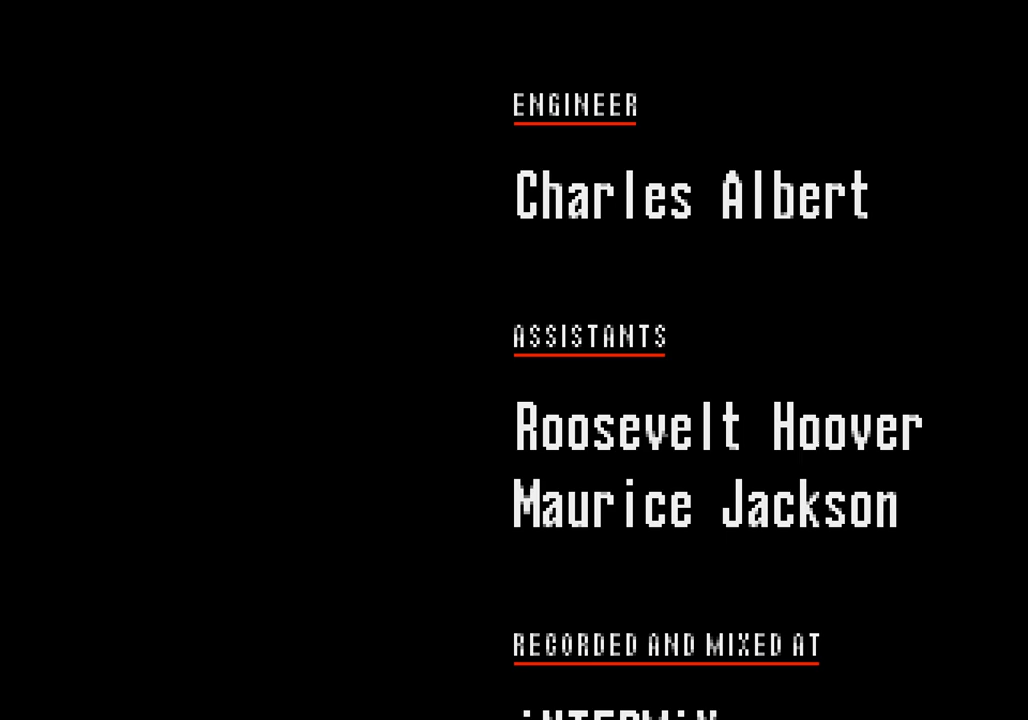 ENGINEER
Charles Albert
ASSISTANTS
Roosevelt Hoover
Maurice Jackson
RECORDED AND MIXED AT